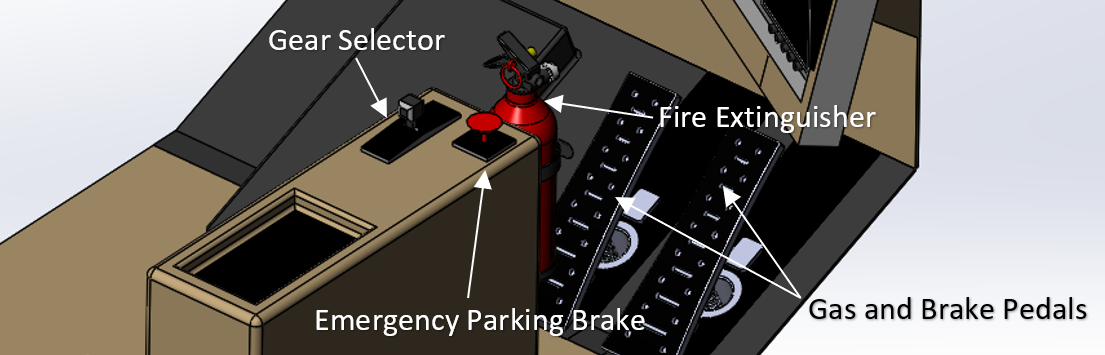 Gear Selector
Fire Extinguisher
Emergency Parking Brake
Gas and Brake Pedals